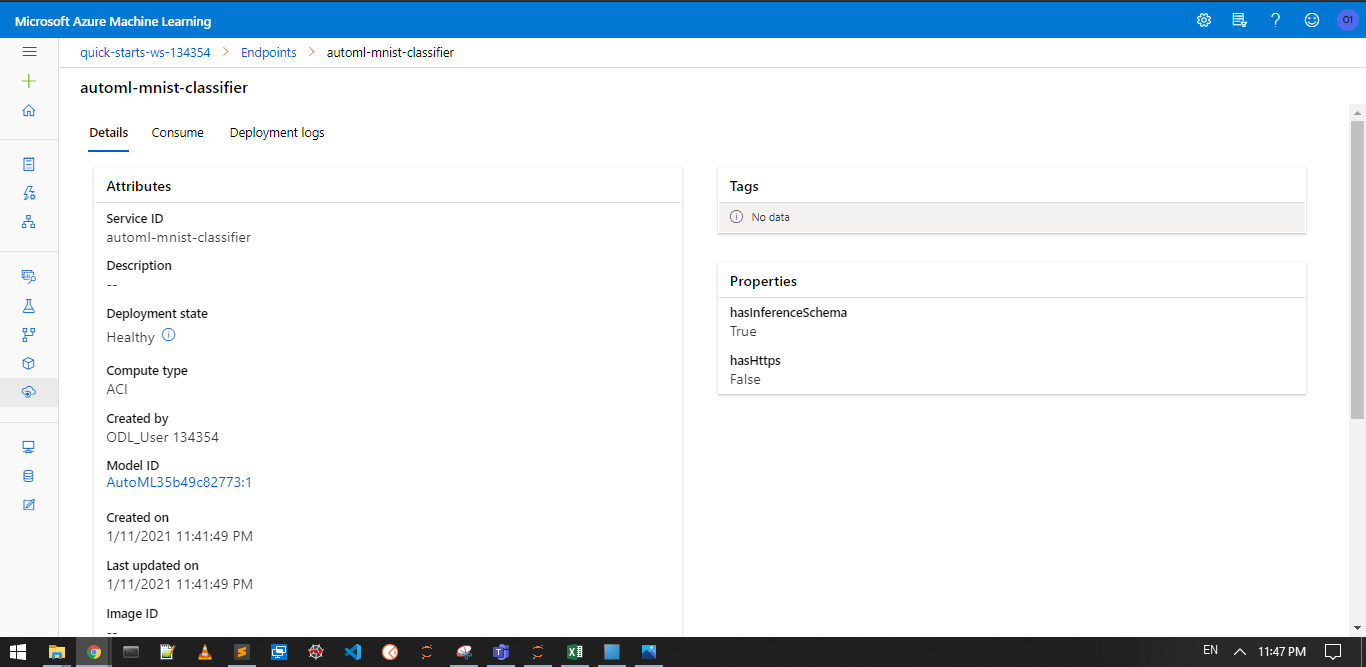 Microsoft Azure Machine Learning
O1
quick-starts-ws-134354 > Endpoints > automl-mnist-classifier
automl-mnist-classifier
Details Consume Deployment logs
Attributes
Service ID
automl-mnist-classifier
Description
--
Deployment state
Healthy
Compute type
ACI
Created by
ODL_User 134354
Model ID
AutoML35b49c82773:1
Created on
1/11/2021 11:41:49 PM
Last updated on
1/11/2021 11:41:49 PM
Image ID
--
Tags
No data
Properties
hasInferenceSchema
True
hasHttps
False
EN 11:47 PM